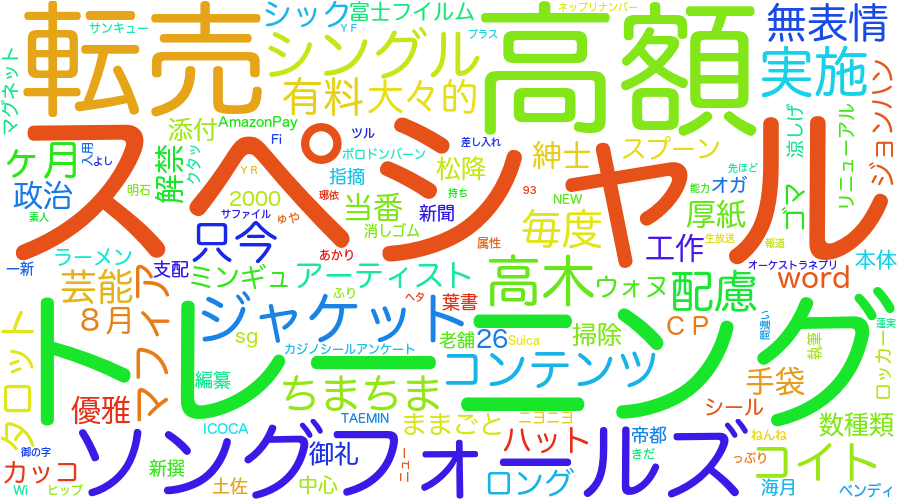 サンキュー
ネップリナンバー
転売
シック
富士フイルム
YF
高額
無表情
マグネット
シングル
プラス
実施
有料
大々的
添付
AmazonPay
Fi
ツル
差し入れ
涼しげ
リニューアル
ジョンハン
ケ月
入用
よし
解禁
クタッ
YR
ポロドンバーン
松降
紳士
スプーン
スペシャル
指摘
先ほど
政治
明石
2000
琊依
持ち
93
能力
オガ
ゴマ
素人
サファイル
当番
新聞
NEW
毎度
厚紙
ゅや
消しゴム
生放送
只今
属性
工作
報道
ラーメン
あかり
本体
一新
支配
オーケストラネプリ
芸能
ミンギュ
アーティスト
高木
ウォヌ
配慮
word
マフィア
ふり
ヘタ
葉書
8月
ジャケット
トレーニング
蓮実
タロット
sg
老舗
26
Suica
掃除
CP
間違い
執筆
カジノシールアンケート
コンテンツ
ロッカー
編纂
ちまちま
手袋
優雅
シール
TAEMIN
ままごと
ニヨニヨ
数種類
ICOCA
ソングフォールズ
ハット
帝都
ねんね
御の字
御礼
きだ
っぷり
コイト
カッコ
新撰
ニュー
Wi
ヒップ
土佐
中心
ロング
海月
ベンディ